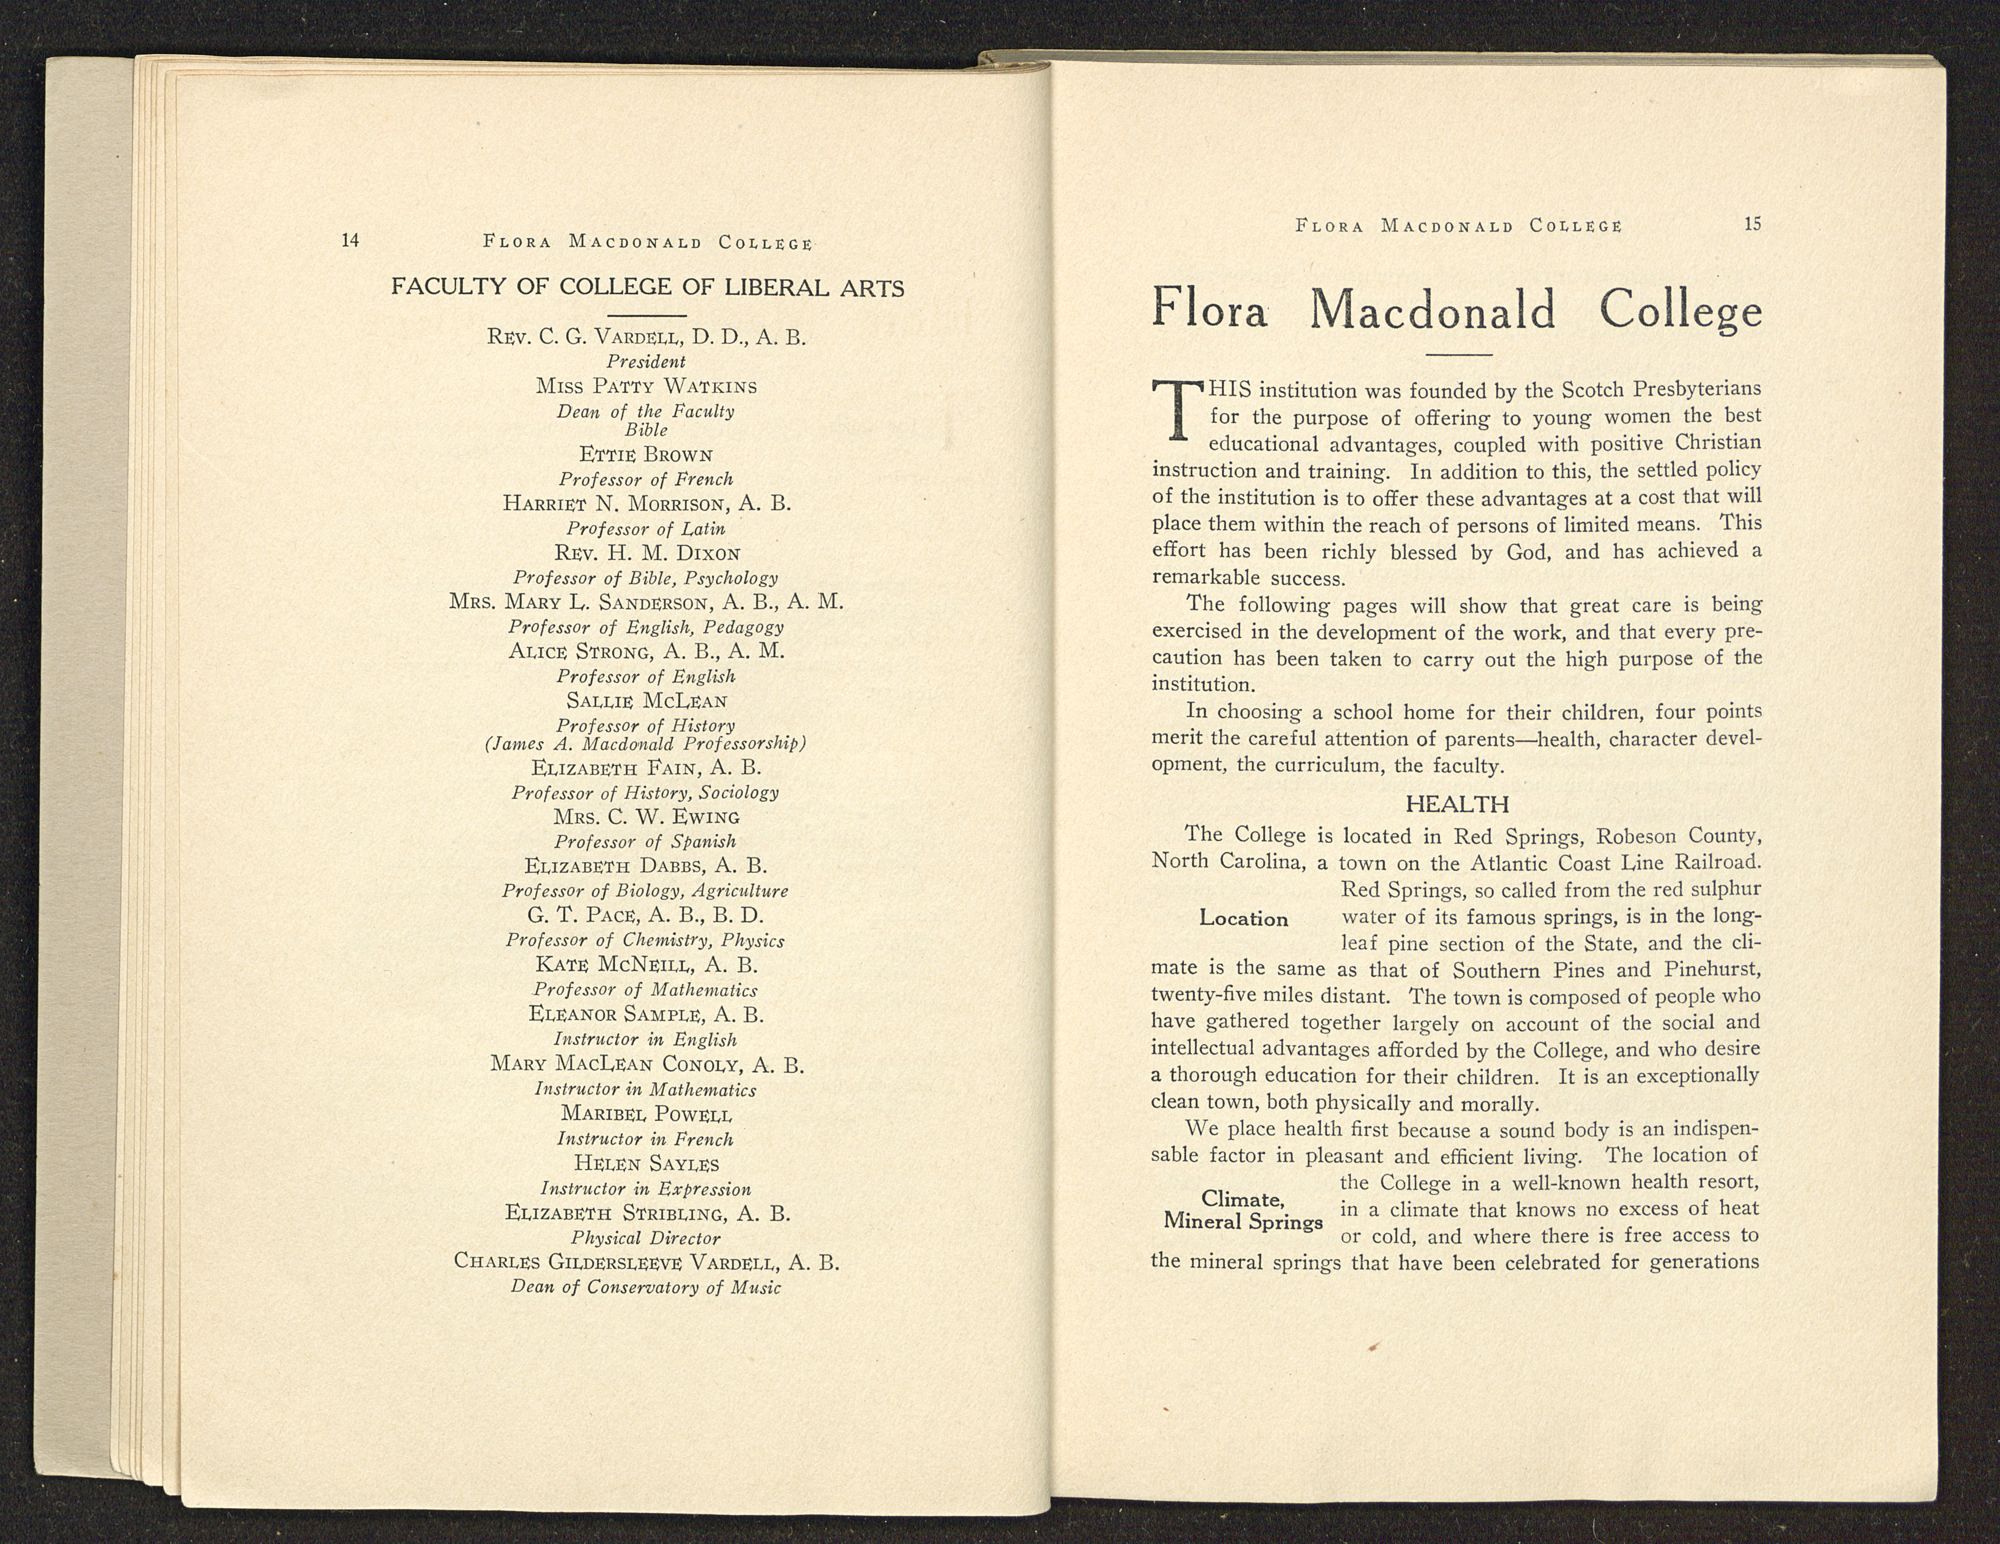 14 FLORA MACDONALD COLLEGE
FACULTY OF COLLEGE OF LIBERAL ARTS
REV. C. G. VARDELL, D. D., A. B.
President
MISS PATTY WATKINS
Dean of the Faculty
Bible
ETTIE BROWN
Professor of French
HARRIET N. MORRISON, A. B.
Professor of Latin
REV. H. M. DIXON
Professor of Bible, Psychology
MRS. MARY L. SANDERSON, A. B., A. M.
Professor of English, Pedagogy
ALICE STRONG, A. B., A. M.
Professor of English
SALLIE MCLEAN
Professor of History
(James A. Macdonald Professorship)
ELIZABETH FAIN, A. B.
Professor of History, Sociology
MRS. C. W. EWING
Professor of Spanish
ELIZABETH DABBS, A. B.
Professor of Biology, Agriculture
G. T. PACE, A. B., B. D.
Professor of Chemistry, Physics
KATE MCNEILL, A. B.
Professor of Mathematics
ELEANOR SAMPLE, A. B.
Instructor in English
MARY MACLEAN CONOLY, A. B.
Instructor in Mathematics
MARIBEL POWELL
Instructor in French
HELEN SAYLES
Instructor in Expression
ELIZABETH STRIBLING, A. B.
Physical Director
CHARLES GILDERSLEEVE VARDELL, A. B.
Dean of Conservatory of Music
FLORA MACDONALD COLLEGE 15
Flora Macdonald College
THIS institution was founded by the Scotch Presbyterians
for the purpose of offering to young women the best
educational advantages, coupled with positive Christian
instruction and training. In addition to this, the settled policy
of the institution is to offer these advantages at a cost that will
place them within the reach of persons of limited means. This
effort has been richly blessed by God, and has achieved a
remarkable success.
The following pages will show that great care is being
exercised in the development of the work, and that every pre-
caution has been taken to carry out the high purpose of the
institution.
In choosing a school home for their children, four points
merit the careful attention of parents—health, character devel-
opment, the curriculum, the faculty.
HEALTH
The College is located in Red Springs, Robeson County,
North Carolina, a town on the Atlantic Coast Line Railroad.
Red Springs, so called from the red sulphur
Location water of its famous springs, is in the long-
leaf pine section of the State, and the cli-
mate is the same as that of Southern Pines and Pinehurst,
twenty-five miles distant. The town is composed of people who
have gathered together largely on account of the social and
intellectual advantages afforded by the College, and who desire
a thorough education for their children. It is an exceptionally
clean town, both physically and morally.
We place health first because a sound body is an indispen-
sable factor in pleasant and efficient living. The location of
the College in a well-known health resort,
Climate, in a climate that knows no excess of heat
Mineral Springs or cold, and where there is free access to
the mineral springs that have been celebrated for generations